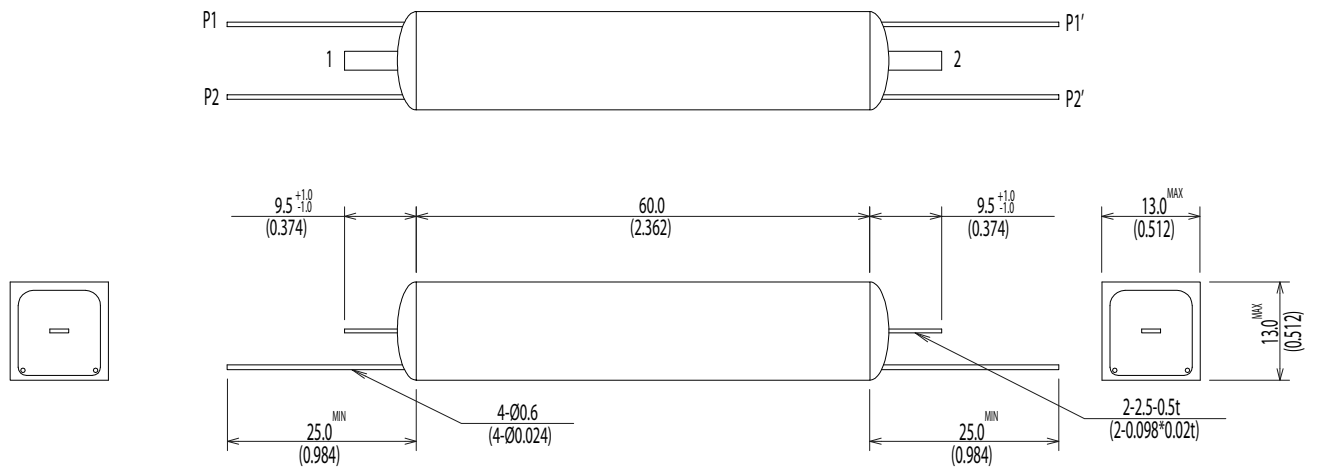 P1
P1′
1
2
P2
P2′
9.5 +1.0 -1.0
(0.374)
60.0
(2.362)
9.5 +1.0 -1.0
(0.374)
13.0 MAX
(0.512)
13.0 MAX
(0.512)
4-Ø0.6
(4-Ø0.024)
2-2.5-0.5t
(2-0.098*0.02t)
25.0 MIN
(0.984)
25.0 MIN
(0.984)